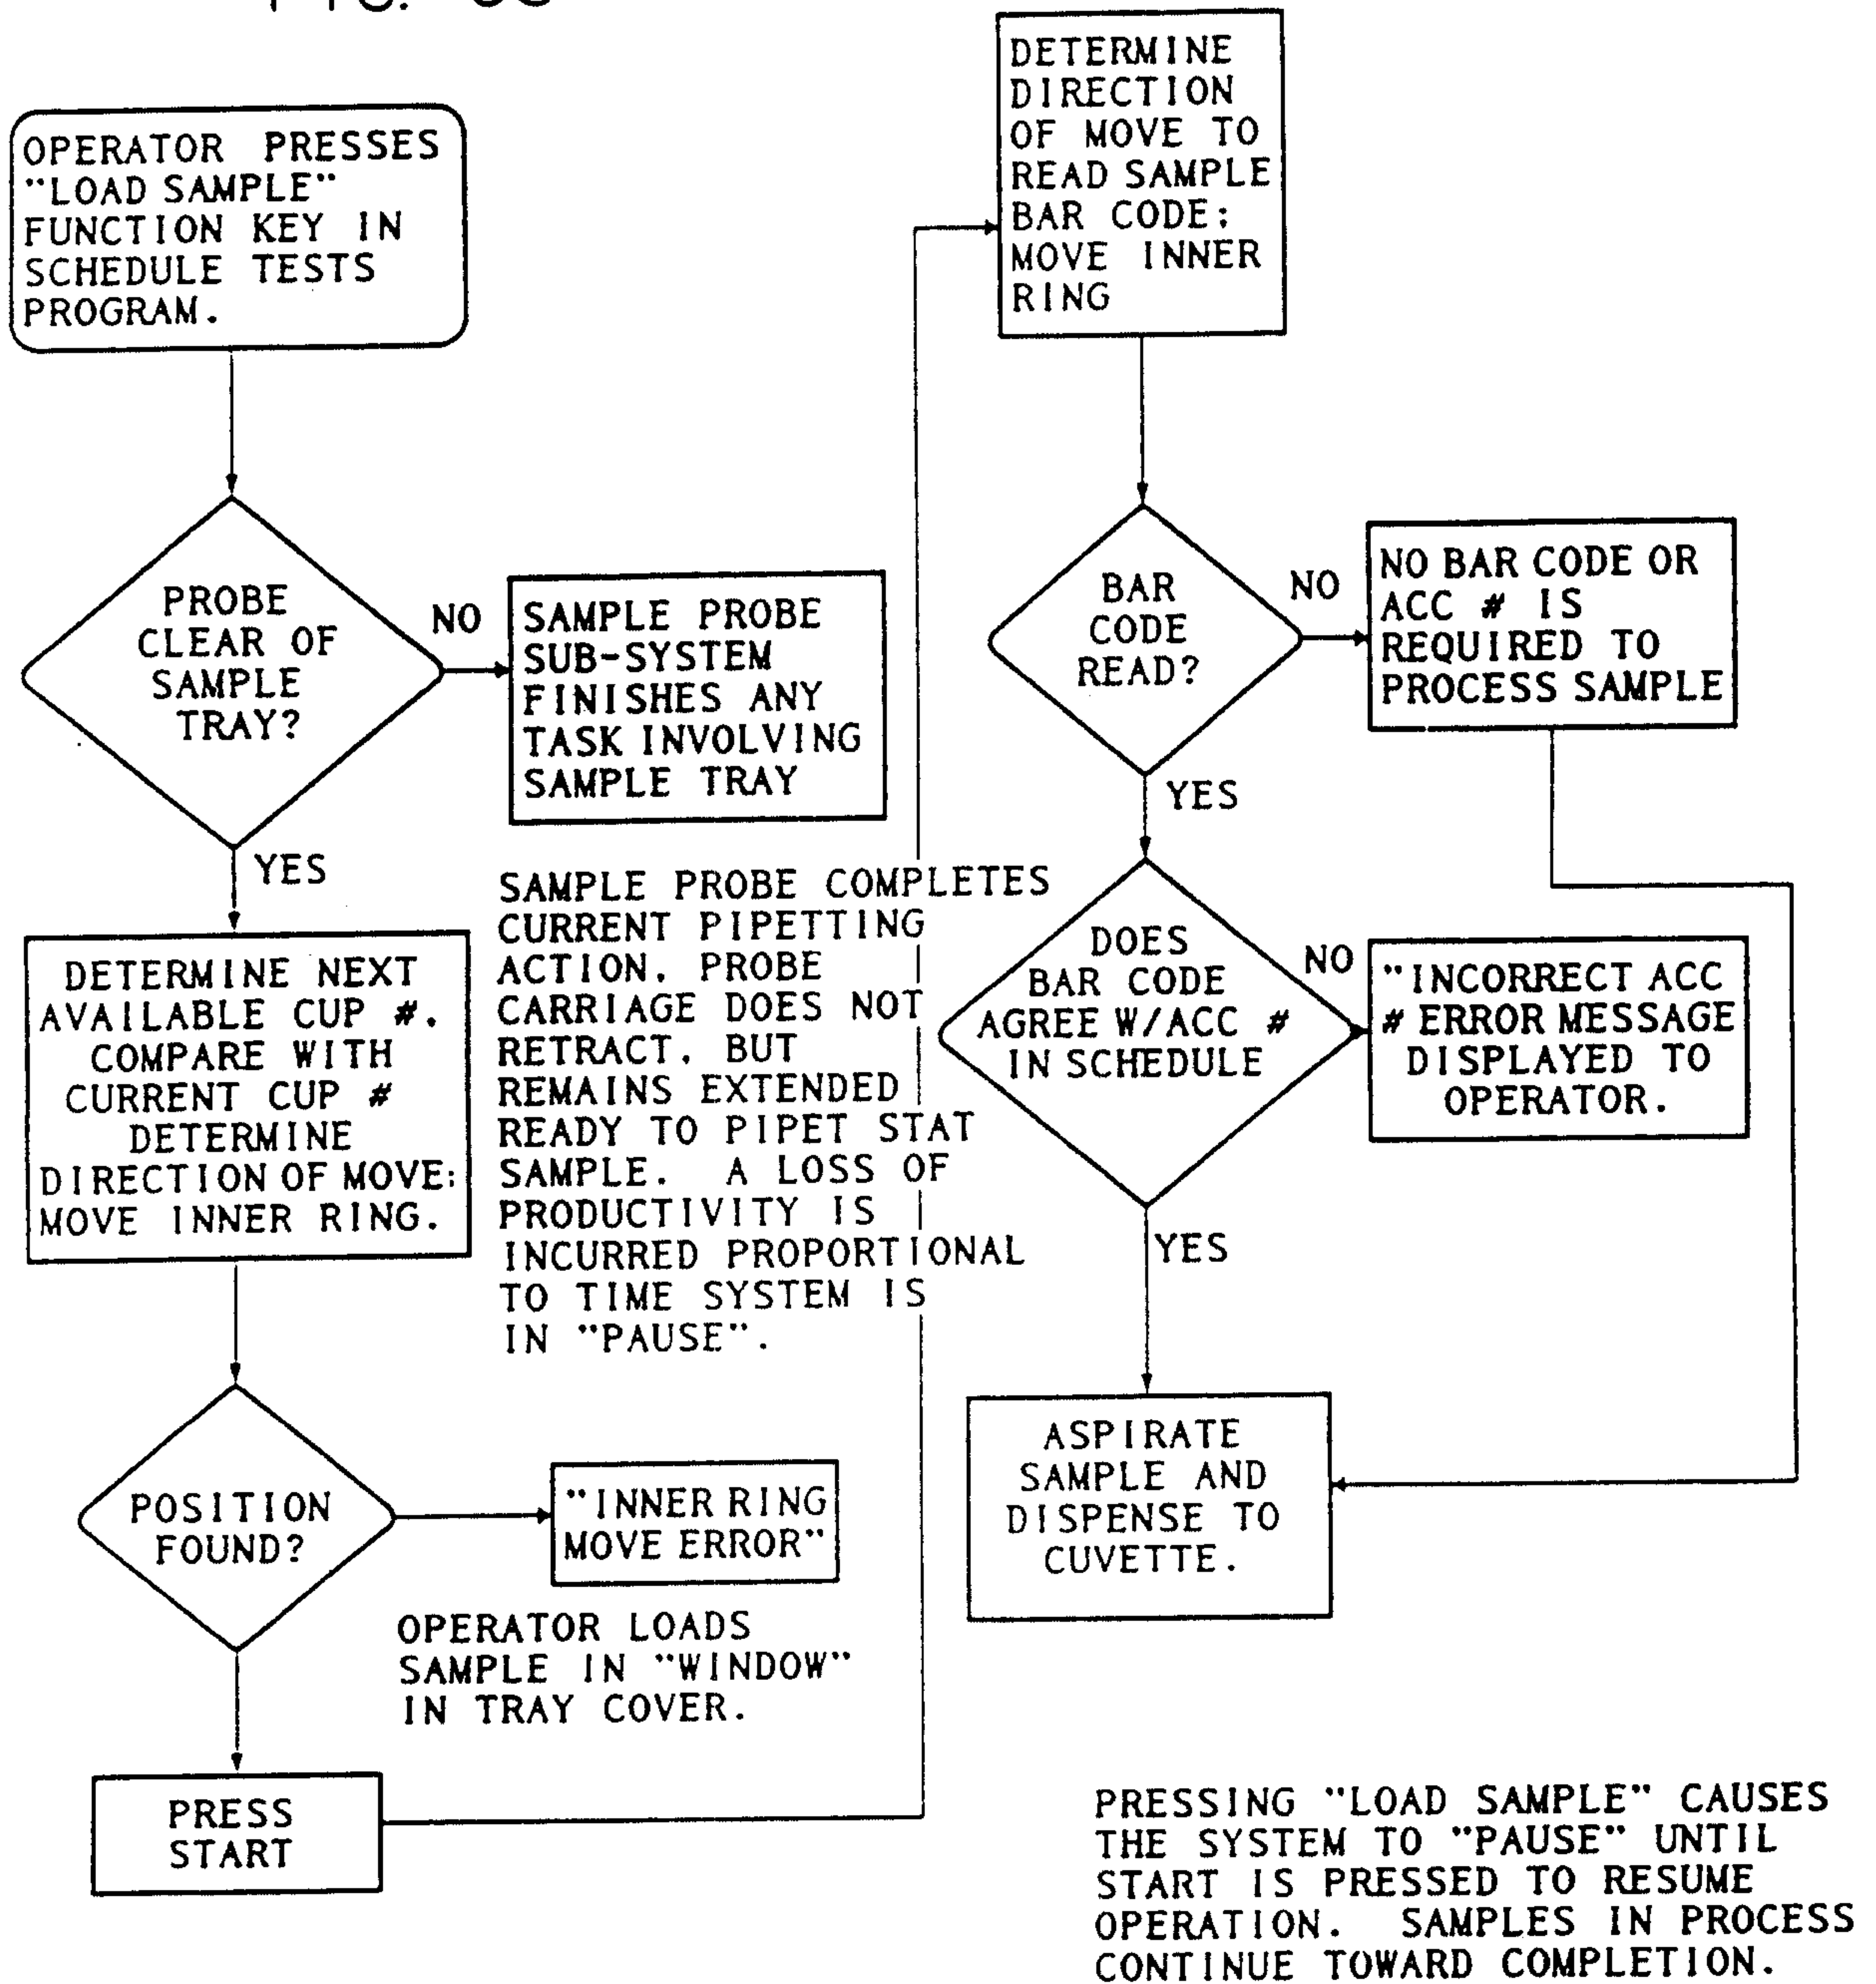 OPERATOR PRESSES
"LOAD SAMPLE"
FUNCTION KEY IN
SCHEDULE TESTS
PROGRAM.
PROBE
CLEAR OF
SAMPLE
TRAY?
NO
SAMPLE PROBE
SUB-SYSTEM
FINISHES ANY
TASK INVOLVING
SAMPLE TRAY
YES
DETERMINE NEXT
AVAILABLE CUP #.
COMPARE WITH
CURRENT CUP #
DETERMINE
DIRECTION OF MOVE:
MOVE INNER RING.
SAMPLE PROBE COMPLETES
CURRENT PIPETTING
ACTION. PROBE
CARRIAGE DOES NOT
RETRACT, BUT
REMAINS EXTENDED
READY TO PIPET STAT
SAMPLE. A LOSS OF
PRODUCTIVITY IS
INCURRED PROPORTIONAL
TO TIME SYSTEM IS
IN "PAUSE".
POSITION
FOUND?
"INNER RING
MOVE ERROR"
OPERATOR LOADS
SAMPLE IN "WINDOW"
IN TRAY COVER.
PRESS
START
DETERMINE
DIRECTION
OF MOVE TO
READ SAMPLE
BAR CODE;
MOVE INNER
RING
BAR
CODE
READ?
NO
NO BAR CODE OR
ACC # IS
REQUIRED TO
PROCESS SAMPLE
YES
DOES
BAR CODE
AGREE W/ACC #
IN SCHEDULE
NO
"INCORRECT ACC
# ERROR MESSAGE
DISPLAYED TO
OPERATOR.
YES
ASPIRATE
SAMPLE AND
DISPENSE TO
CUVETTE.
PRESSING "LOAD SAMPLE" CAUSES
THE SYSTEM TO "PAUSE" UNTIL
START IS PRESSED TO RESUME
OPERATION. SAMPLES IN PROCESS
CONTINUE TOWARD COMPLETION.